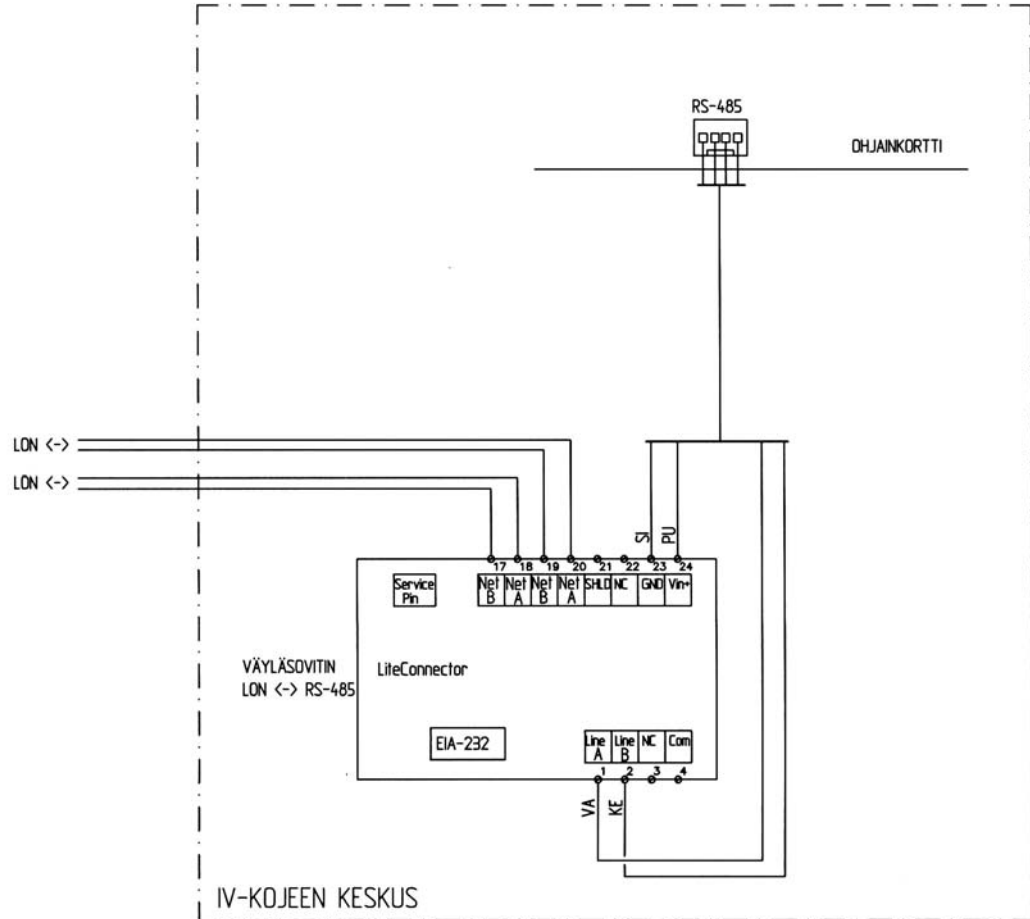 RS-485
OHJAINKORTTI
LON <->
LON <->
SI
PU
17 18 19 20 21 22 23 24
Service
Pin
Net
B
Net
A
Net
B
Net
A
SHLD
NC
GND
Vin+
VÄYLÄSOVITIN
LON <-> RS-485
LiteConnector
EIA-232
Line
A
Line
B
NC
Com
1 2 3 4
VA
KE
IV-KOJEEN KESKUS